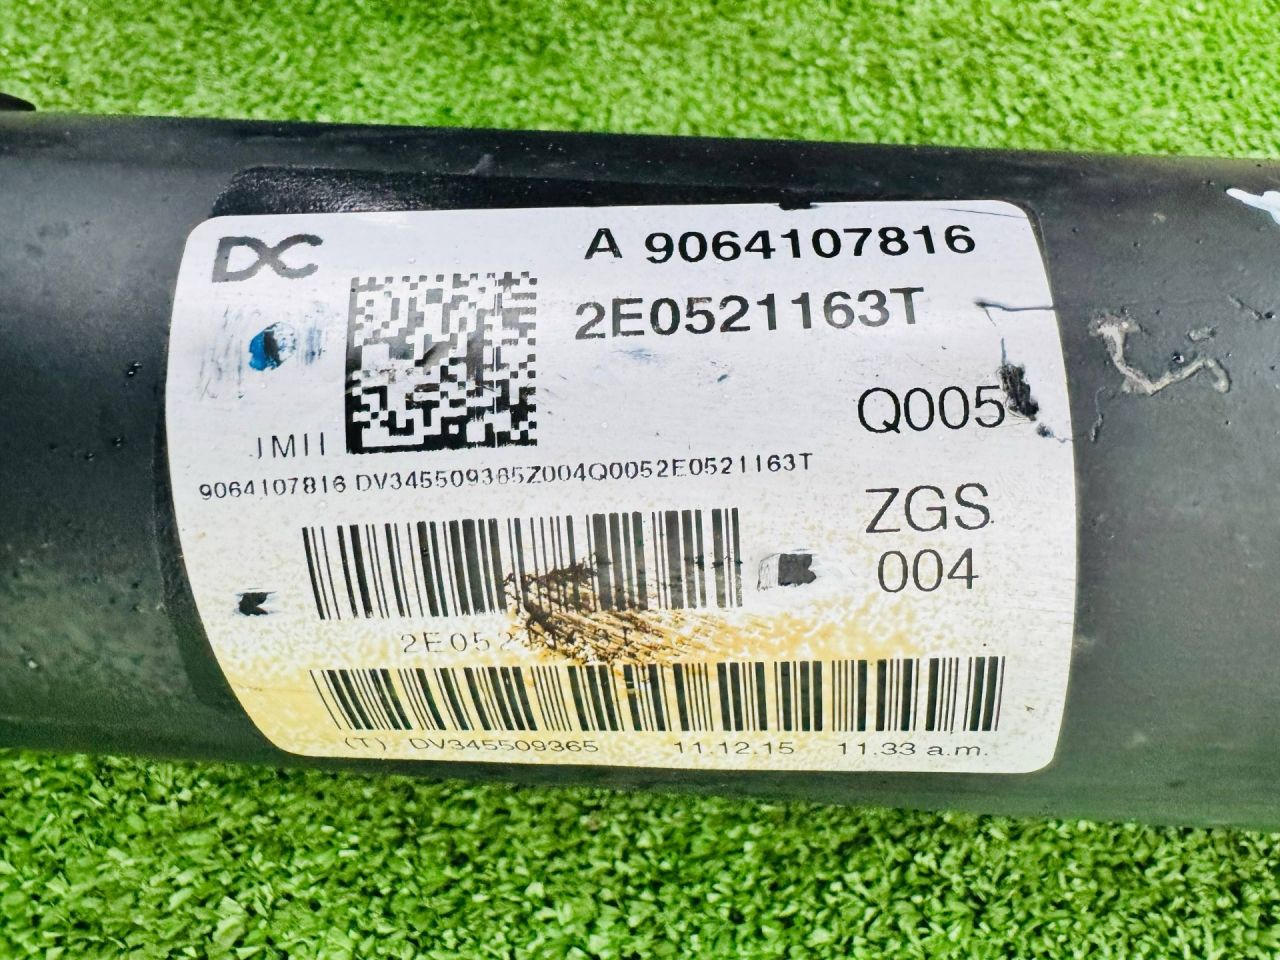 DC
A 9064107816
2E0521163T
Q005
JMII
9064107816 DV345509365Z004Q0052E0521163T
ZGS
004
(T) DV345509365 11.12.15 11.33 a.m.